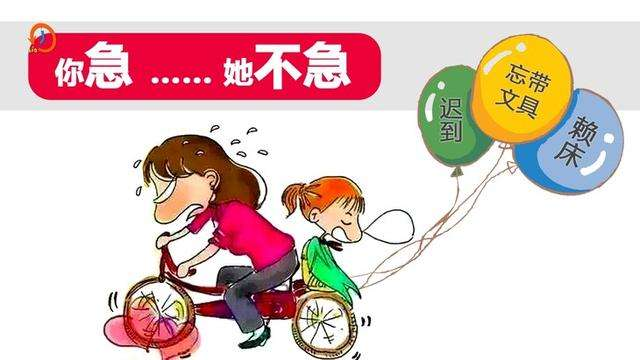 你急 ...... 她不急
迟到
忘带
文具
赖床